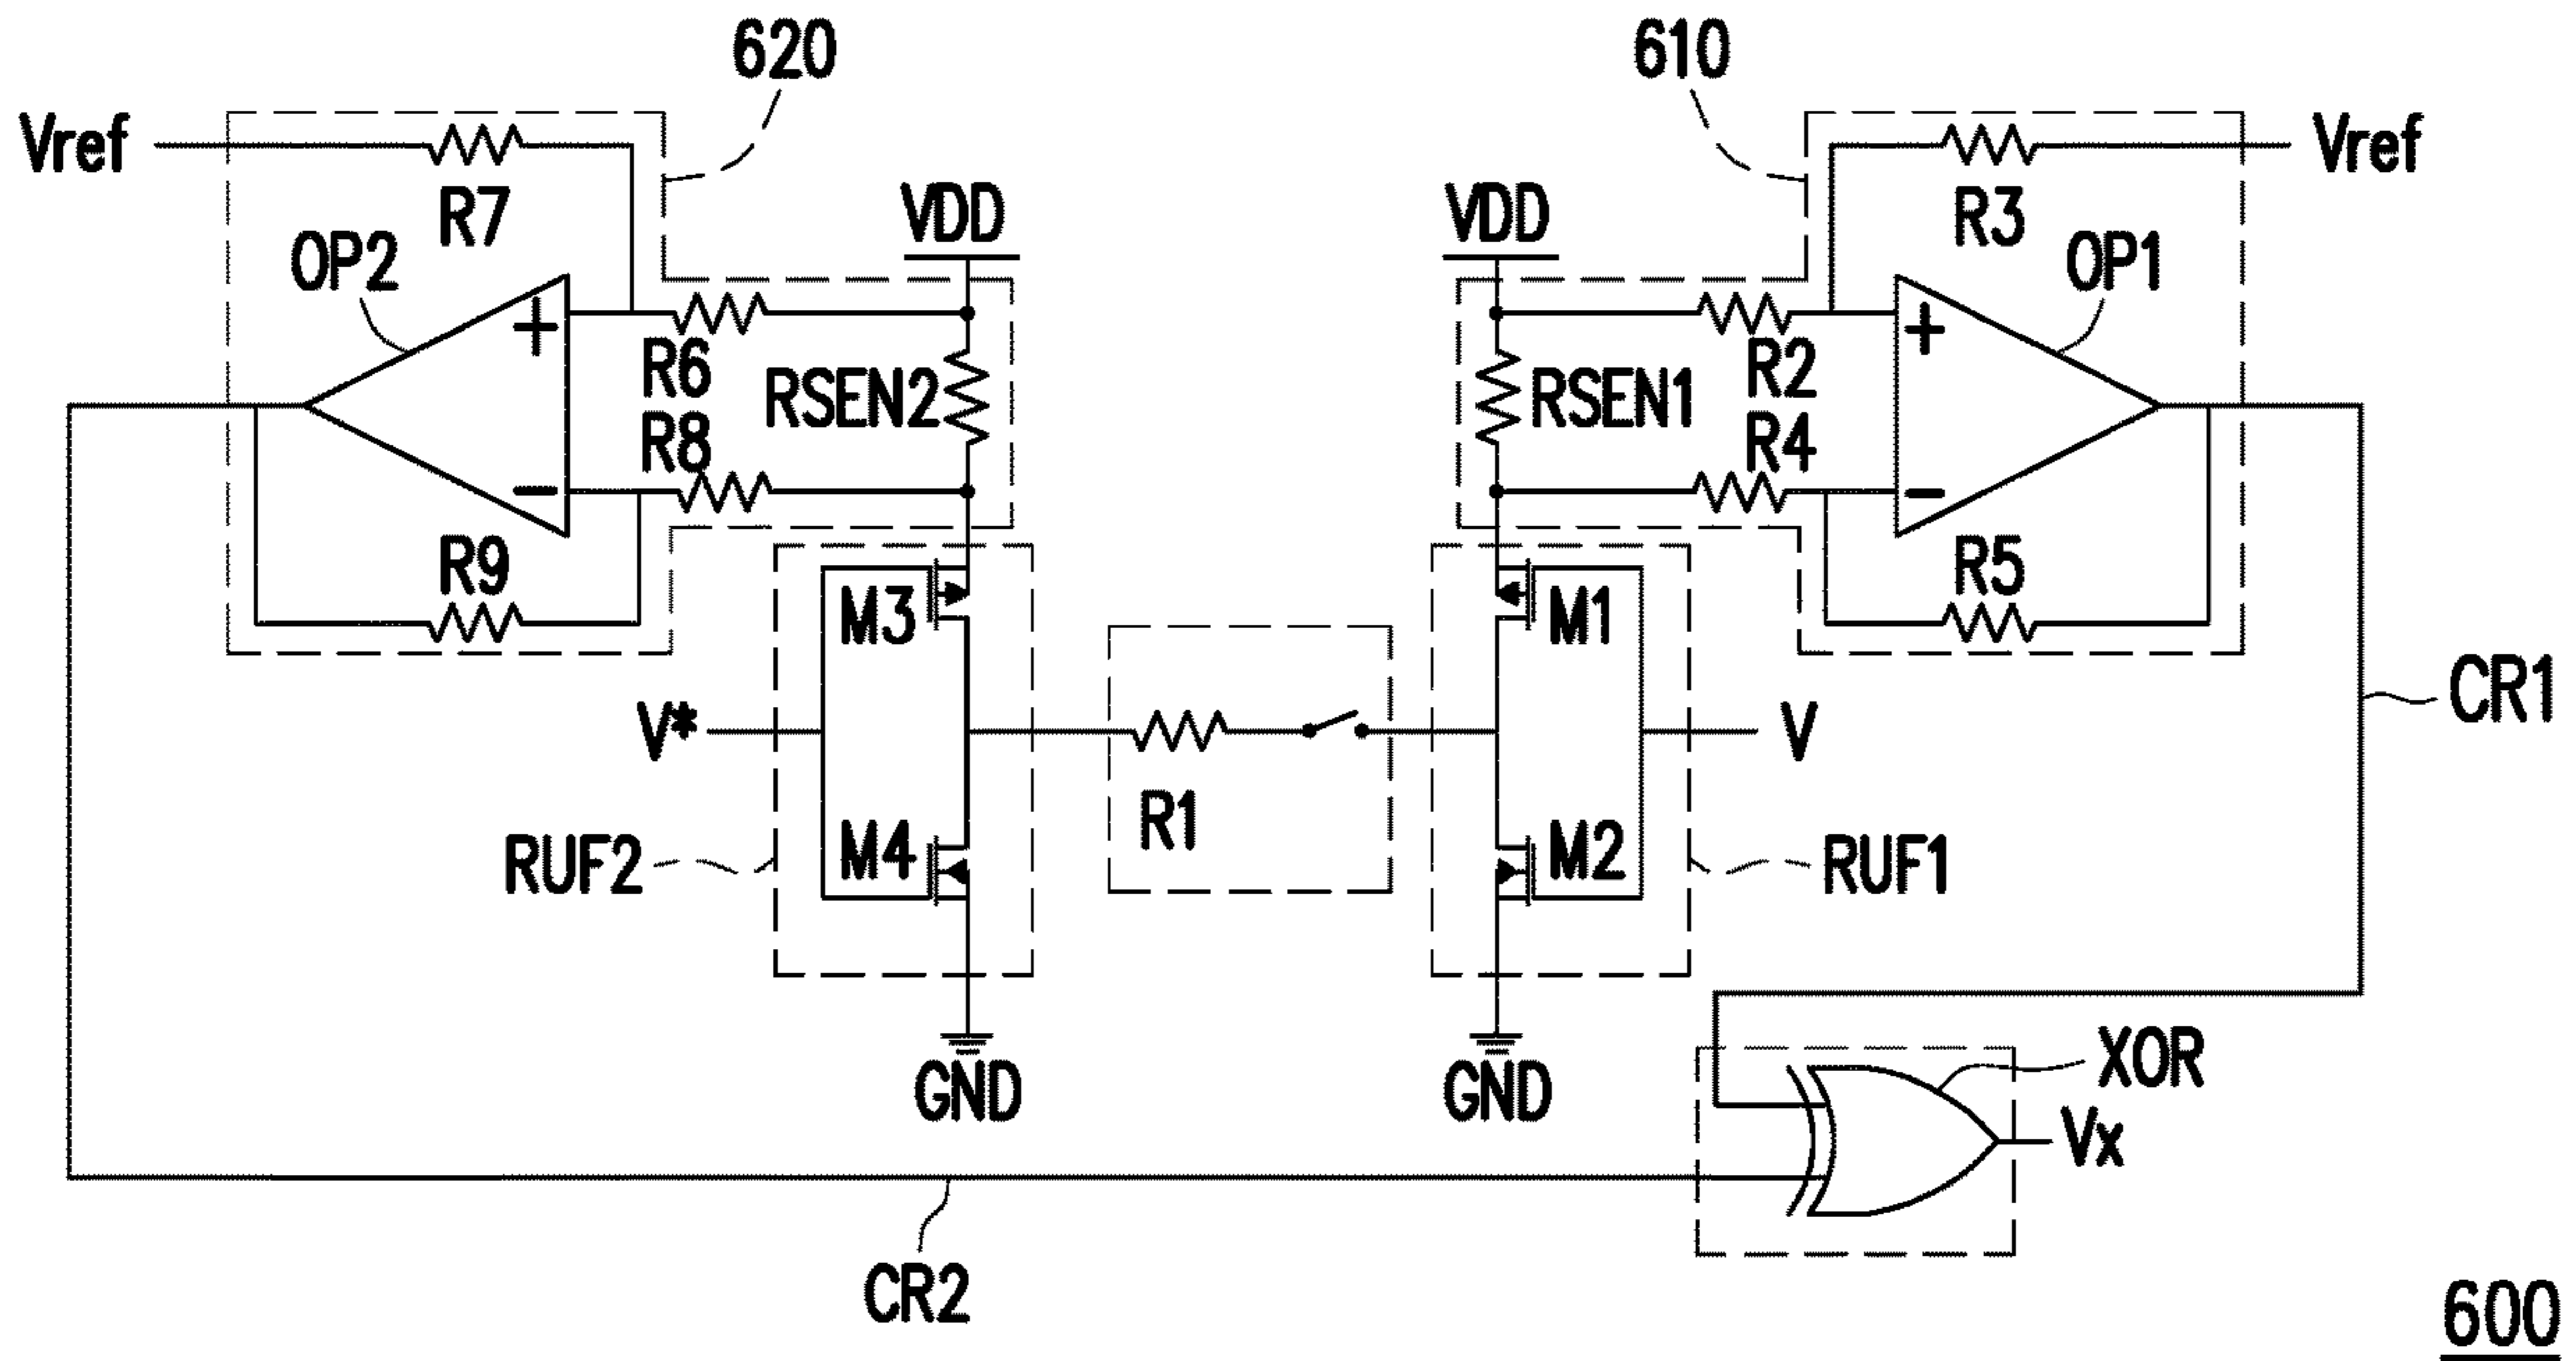 620
610
Vref
Vref
R7
R3
VDD
VDD
OP2
OP1
R6
R2
RSEN2
RSEN1
R8
R4
R9
R5
M3
M1
CR1
V*
V
R1
M4
M2
RUF2
RUF1
XOR
GND
GND
Vx
CR2
600